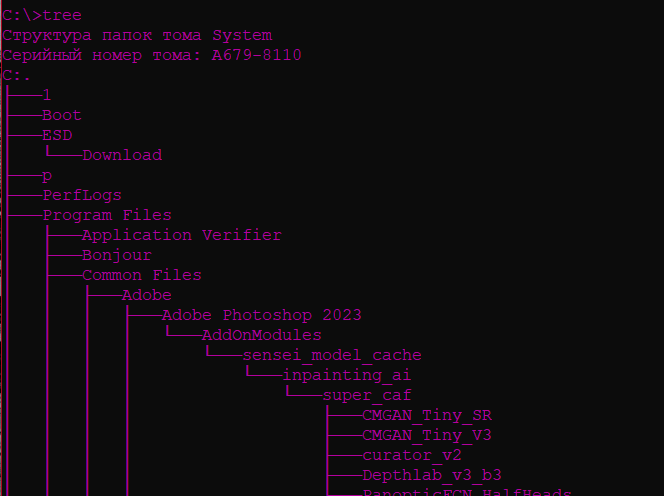 C:\>tree
Структура папок тома System
Серийный номер тома: A679-8110
C:.
├───1
├───Boot
├───ESD
│   └───Download
├───p
├───PerfLogs
├───Program Files
│   ├───Application Verifier
│   ├───Bonjour
│   ├───Common Files
│   │   ├───Adobe
│   │   │   ├───Adobe Photoshop 2023
│   │   │   │   └───AddOnModules
│   │   │   │       └───sensei_model_cache
│   │   │   │           └───inpainting_ai
│   │   │   │               └───super_caf
│   │   │   │                   ├───CMGAN_Tiny_SR
│   │   │   │                   ├───CMGAN_Tiny_V3
│   │   │   │                   ├───curator_v2
│   │   │   │                   ├───Depthlab_v3_b3
│   │   │   │                   ├───PanopticFCN_HalfHeads